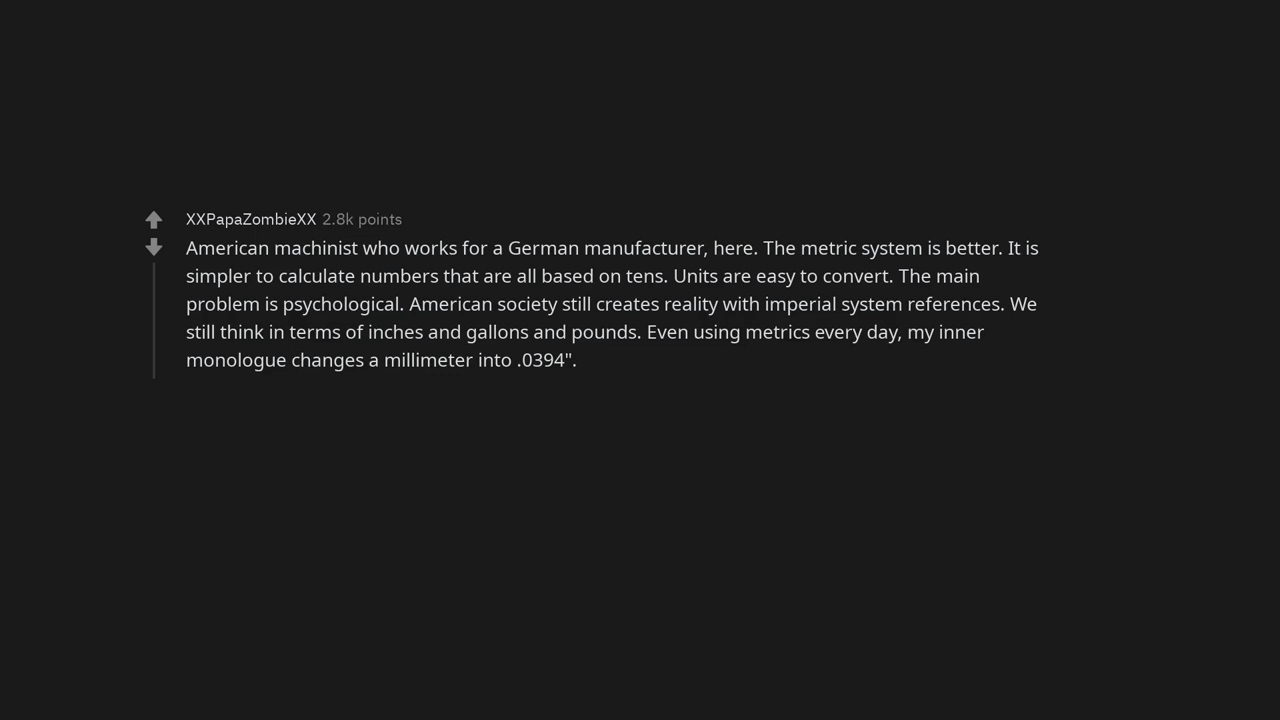 XXPapaZombieXX 2.8k points
American machinist who works for a German manufacturer, here. The metric system is better. It is
simpler to calculate numbers that are all based on tens. Units are easy to convert. The main
problem is psychological. American society still creates reality with imperial system references. We
still think in terms of inches and gallons and pounds. Even using metrics every day, my inner
monologue changes a millimeter into .0394".